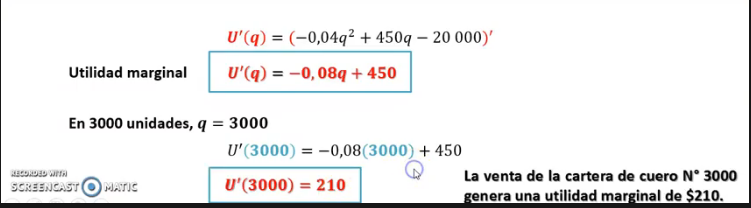 U'(q) = (−0,04q² + 450q − 20 000)'
Utilidad marginal U'(q) = −0,08q + 450
En 3000 unidades, q = 3000
U'(3000) = −0,08(3000) + 450
RECORDED WITH
SCREENCAST MATIC
U'(3000) = 210
La venta de la cartera de cuero N° 3000
genera una utilidad marginal de $210.